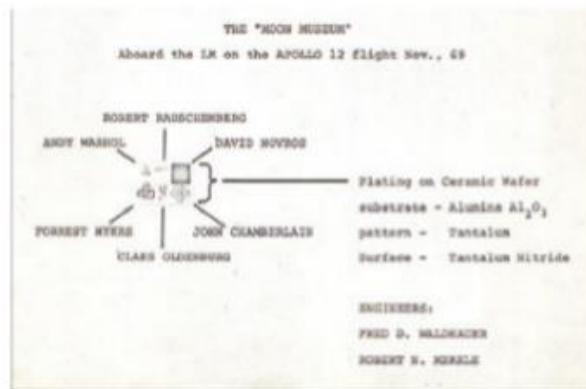 THE "MOON MUSEUM"
Aboard the LM on the APOLLO 12 flight Nov., 69
ROBERT RAUSCHENBERG
ANDY WARHOL
DAVID NOVROS
FORREST MYERS
JOHN CHAMBERLAIN
CLAES OLDENBURG
Plating on Ceramic Wafer
substrate - Alumina Al₂O₃
pattern - Tantalum
Surface - Tantalum Nitride
ENGINEERS:
FRED D. WALDHAUER
ROBERT N. MERKLE